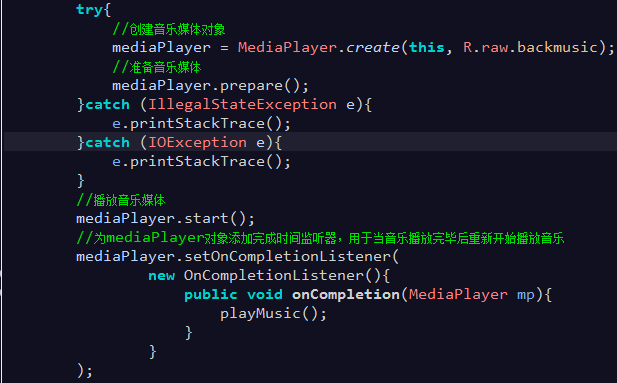 try{
//创建音乐媒体对象
mediaPlayer = MediaPlayer.create(this, R.raw.backmusic);
//准备音乐媒体
mediaPlayer.prepare();
}catch (IllegalStateException e){
e.printStackTrace();
}catch (IOException e){
e.printStackTrace();
}
//播放音乐媒体
mediaPlayer.start();
//为mediaPlayer对象添加完成时间监听器，用于当音乐播放完毕后重新开始播放音乐
mediaPlayer.setOnCompletionListener(
new OnCompletionListener(){
public void onCompletion(MediaPlayer mp){
playMusic();
}
}
);